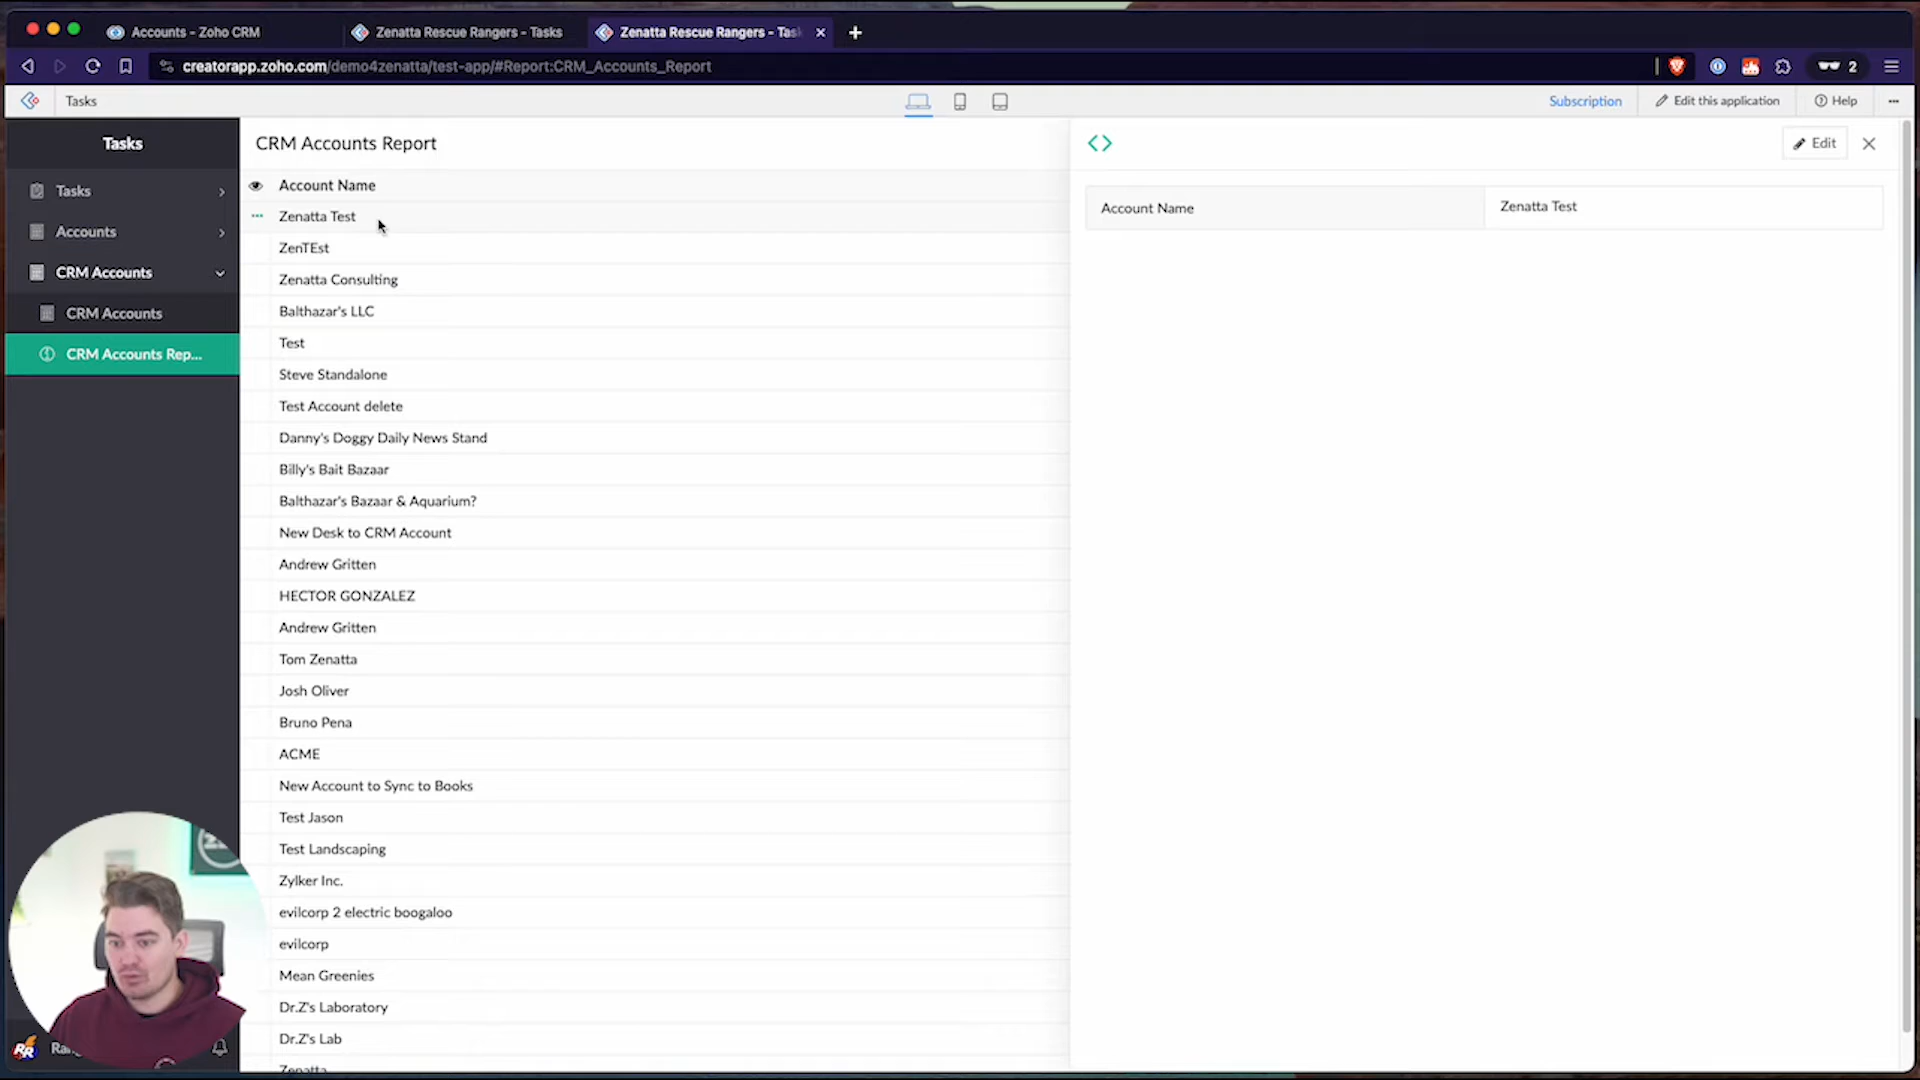 Accounts - Zoho CRM
Zenatta Rescue Rangers - Tasks
Zenatta Rescue Rangers - Tas
creatorapp.zoho.com/demo4zenatta/test-app/#Report:CRM_Accounts_Report
2
Tasks
Subscription
Edit this application
Help
Tasks
Tasks
Accounts
CRM Accounts
CRM Accounts
CRM Accounts Rep...
CRM Accounts Report
Account Name
Zenatta Test
ZenTEst
Zenatta Consulting
Balthazar's LLC
Test
Steve Standalone
Test Account delete
Danny's Doggy Daily News Stand
Billy's Bait Bazaar
Balthazar's Bazaar & Aquarium?
New Desk to CRM Account
Andrew Gritten
HECTOR GONZALEZ
Andrew Gritten
Tom Zenatta
Josh Oliver
Bruno Pena
ACME
New Account to Sync to Books
Test Jason
Test Landscaping
Zylker Inc.
evilcorp 2 electric boogaloo
evilcorp
Mean Greenies
Dr.Z's Laboratory
Dr.Z's Lab
Zenatta
Edit
Account Name
Zenatta Test
RR